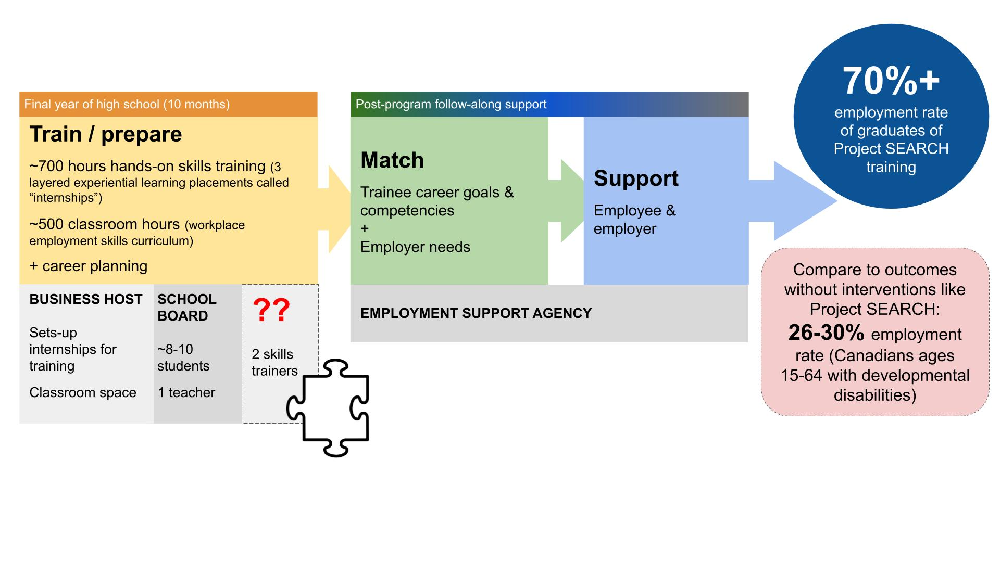 Final year of high school (10 months)
Train / prepare
~700 hours hands-on skills training (3
layered experiential learning placements called
“internships”)
~500 classroom hours (workplace
employment skills curriculum)
+ career planning
BUSINESS HOST
Sets-up
internships for
training
Classroom space
SCHOOL
BOARD
~8-10
students
1 teacher
??
2 skills
trainers
Post-program follow-along support
Match
Trainee career goals &
competencies
+
Employer needs
Support
Employee &
employer
EMPLOYMENT SUPPORT AGENCY
70%+
employment rate
of graduates of
Project SEARCH
training
Compare to outcomes
without interventions like
Project SEARCH:
26-30% employment
rate (Canadians ages
15-64 with developmental
disabilities)